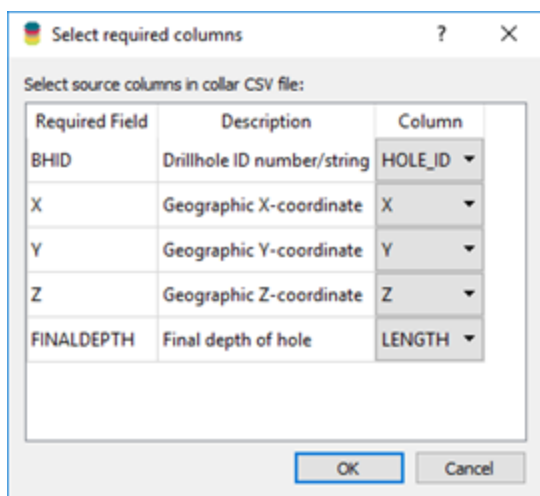 Select required columns ? ×
Select source columns in collar CSV file:
Required Field Description Column
BHID Drillhole ID number/string HOLE_ID
X Geographic X-coordinate X
Y Geographic Y-coordinate Y
Z Geographic Z-coordinate Z
FINALDEPTH Final depth of hole LENGTH
OK Cancel